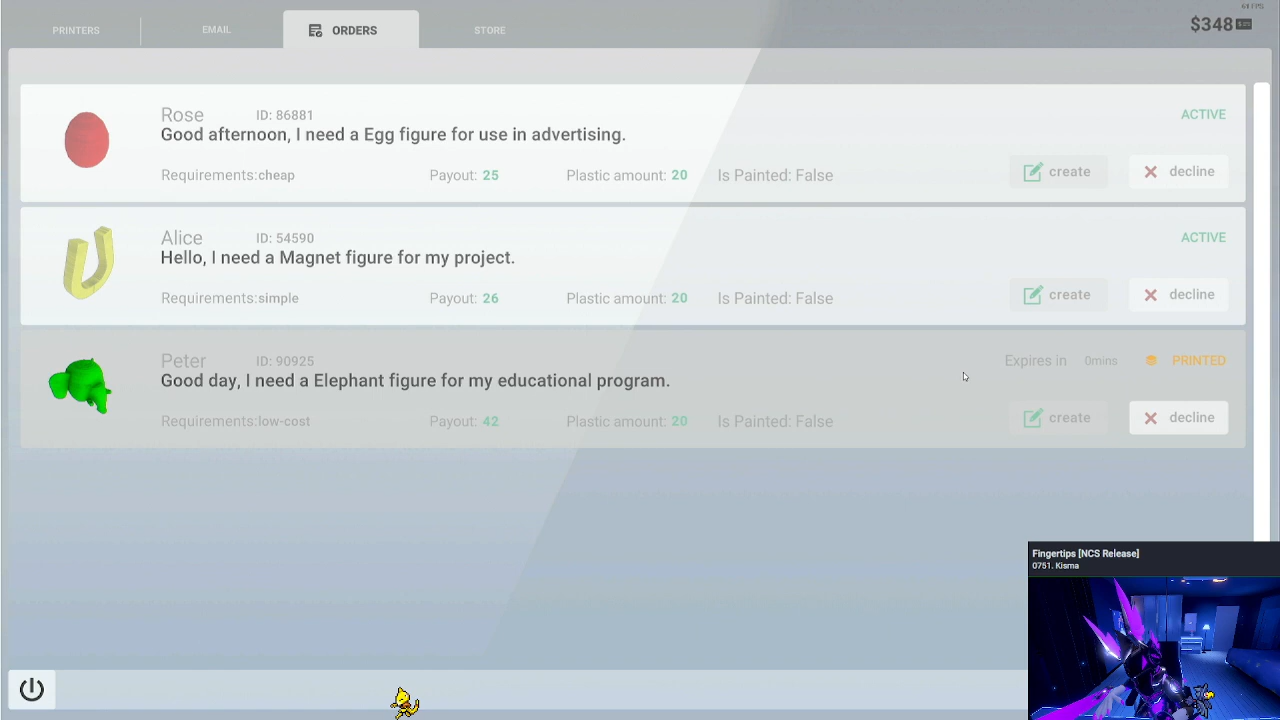 61 FPS
PRINTERS
EMAIL
ORDERS
STORE
$348
Rose ID: 86881
ACTIVE
Good afternoon, I need a Egg figure for use in advertising.
Requirements:cheap Payout: 25 Plastic amount: 20 Is Painted: False create decline
Alice ID: 54590
ACTIVE
Hello, I need a Magnet figure for my project.
Requirements:simple Payout: 26 Plastic amount: 20 Is Painted: False create decline
Peter ID: 90925
Expires in 0mins PRINTED
Good day, I need a Elephant figure for my educational program.
Requirements:low-cost Payout: 42 Plastic amount: 20 Is Painted: False create decline
Fingertips [NCS Release]
0751. Kisma